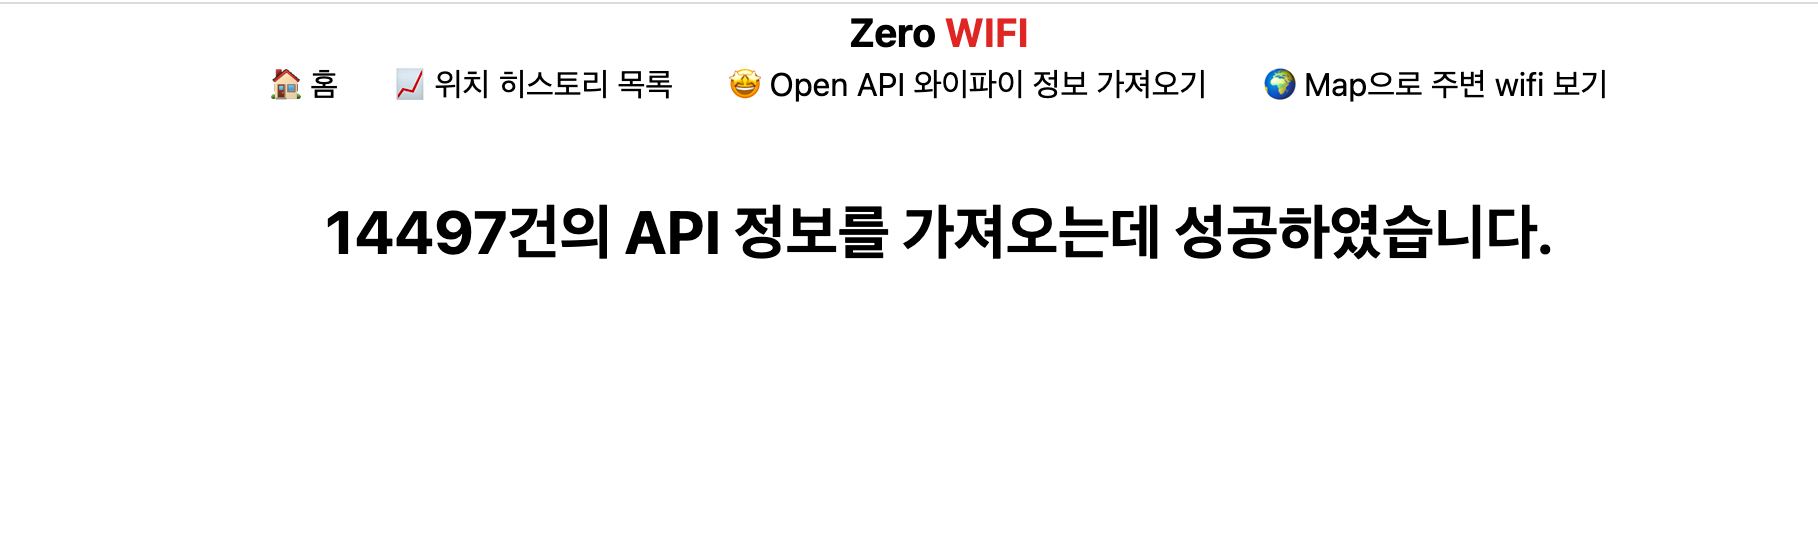 Zero WIFI
🏠 홈 📈 위치 히스토리 목록 🤩 Open API 와이파이 정보 가져오기 🌍 Map으로 주변 wifi 보기
14497건의 API 정보를 가져오는데 성공하였습니다.